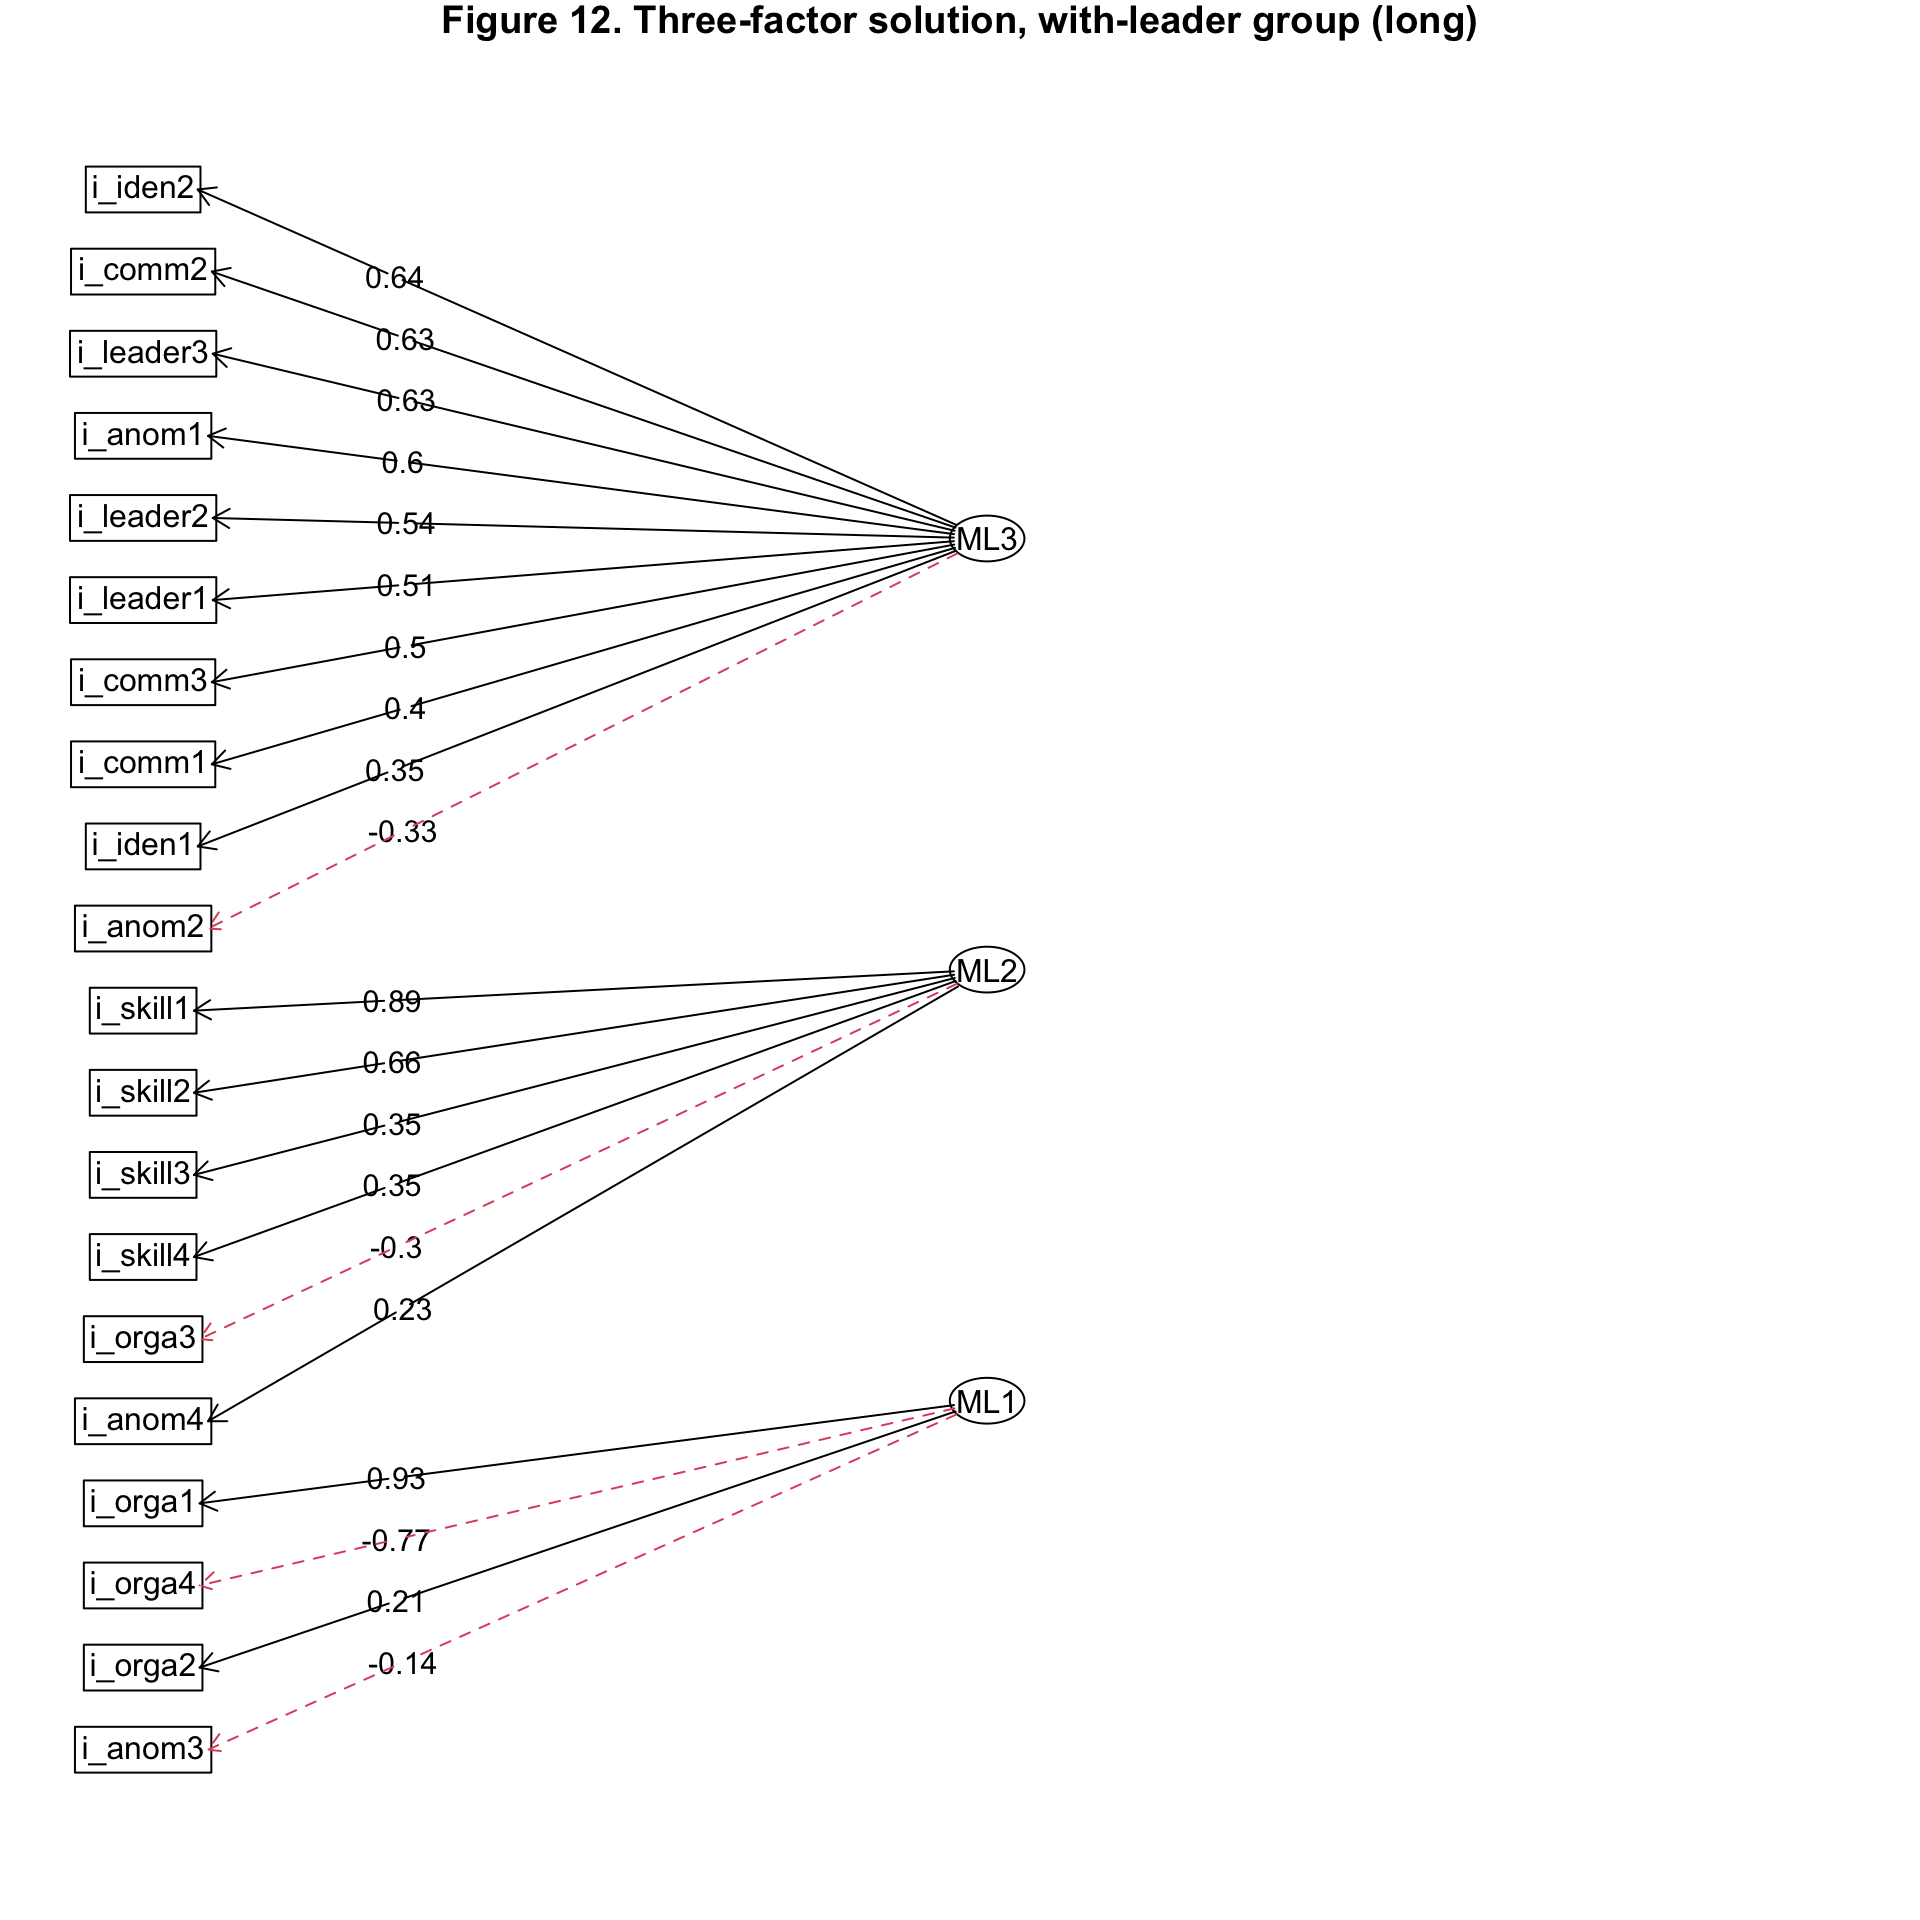 Figure 12. Three-factor solution, with-leader group (long)
i_iden2
0.64
i_comm2
0.63
i_leader3
0.63
i_anom1
0.6
i_leader2
0.54
ML3
i_leader1
0.51
i_comm3
0.5
i_comm1
0.4
i_iden1
0.35
i_anom2
-0.33
ML2
i_skill1
0.89
i_skill2
0.66
i_skill3
0.35
i_skill4
0.35
i_orga3
-0.3
i_anom4
0.23
ML1
i_orga1
0.93
i_orga4
-0.77
i_orga2
0.21
i_anom3
-0.14